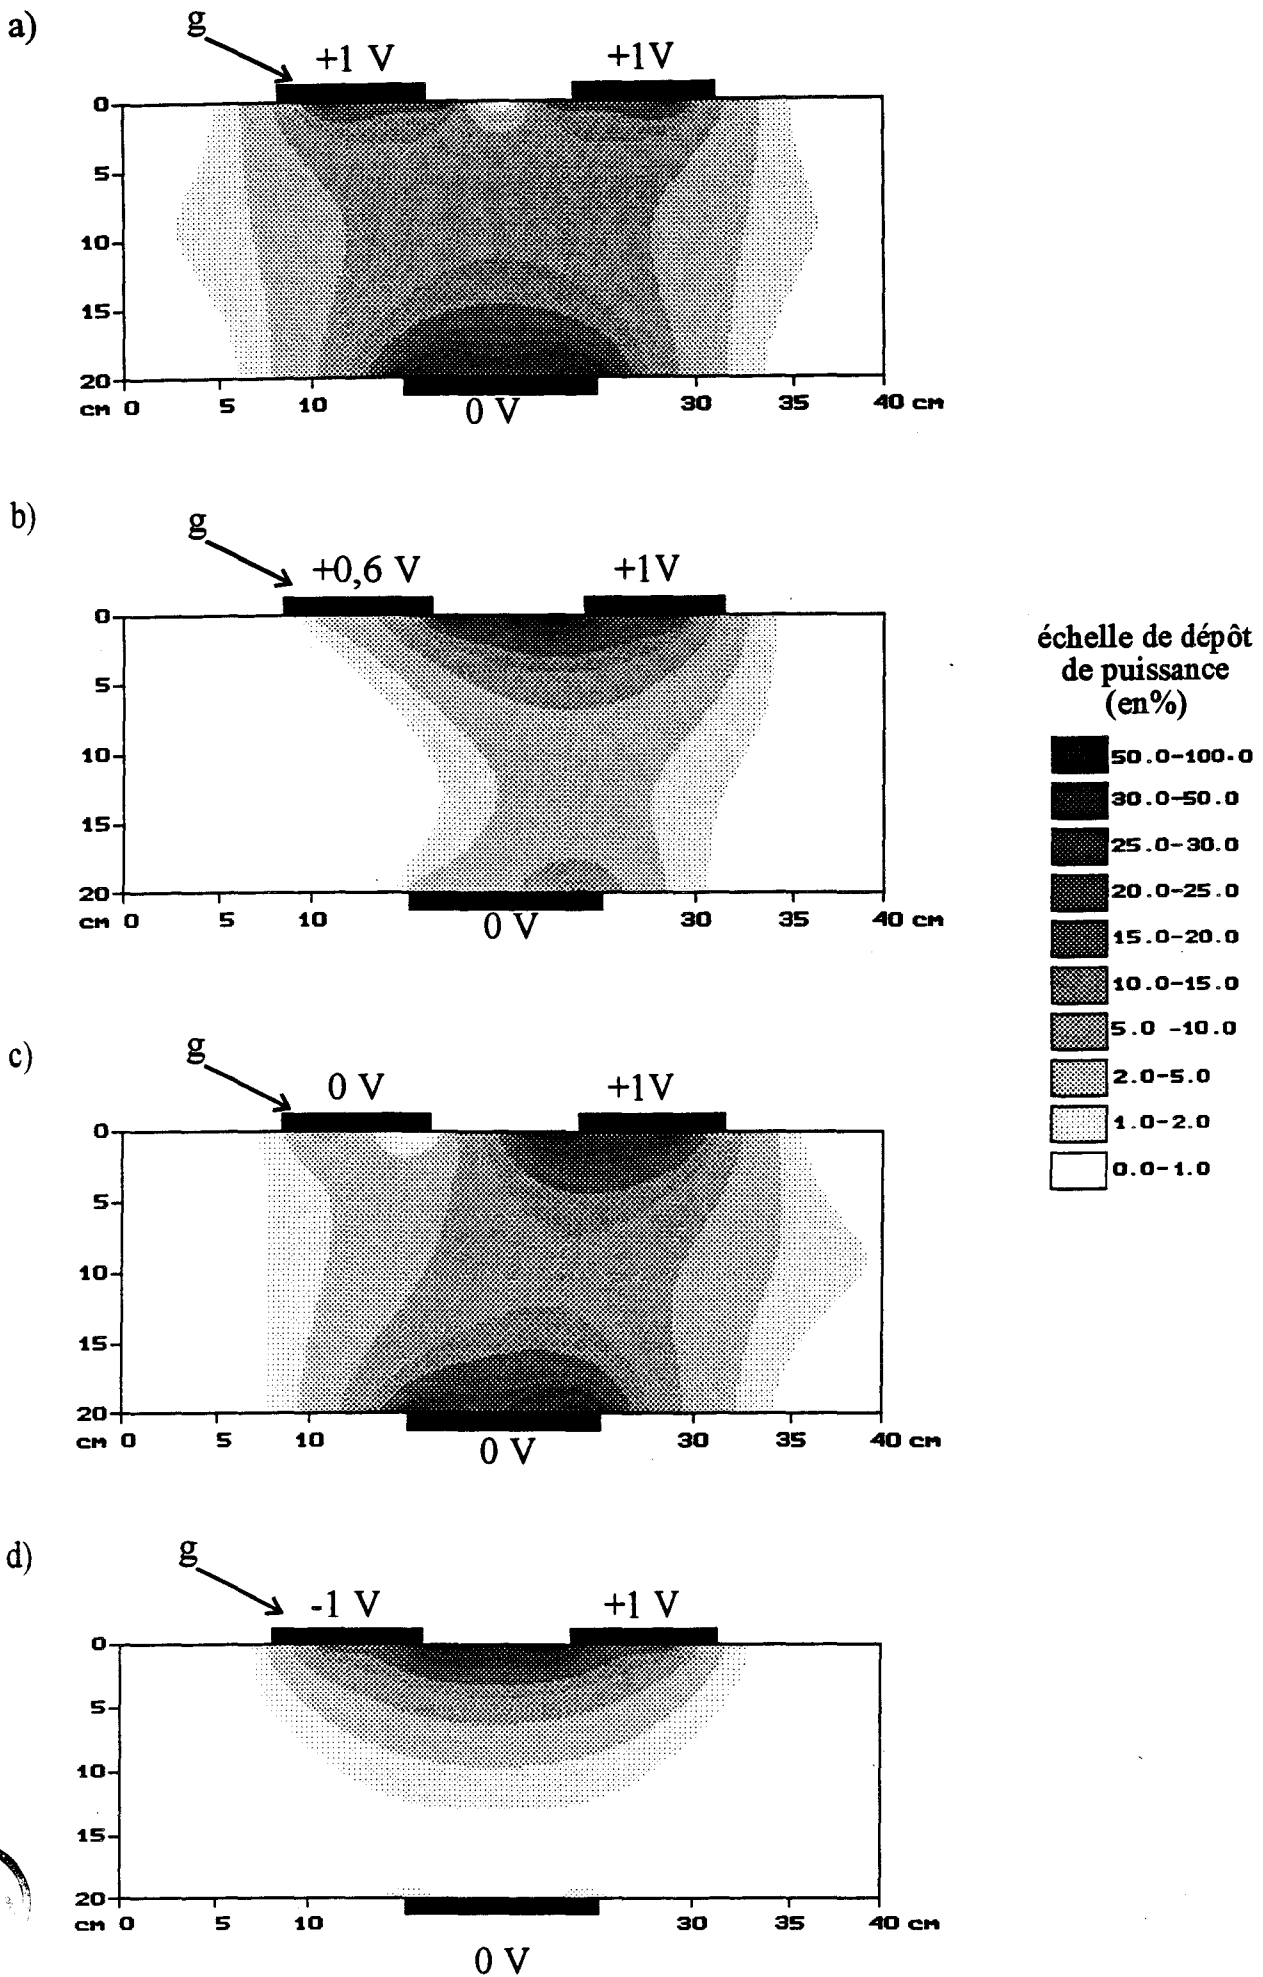 a)
g
+1 V
+1V
0
5
10
15
20
cm 0 5 10 30 35 40 cm
0 V
b)
g
+0,6 V
+1V
0
5
10
15
20
cm 0 5 10 30 35 40 cm
0 V
échelle de dépôt
de puissance
(en%)
50.0-100.0
30.0-50.0
25.0-30.0
20.0-25.0
15.0-20.0
10.0-15.0
5.0 -10.0
2.0-5.0
1.0-2.0
0.0-1.0
c)
g
0 V
+1V
0
5
10
15
20
cm 0 5 10 30 35 40 cm
0 V
d)
g
-1 V
+1 V
0
5
10
15
20
cm 0 5 10 30 35 40 cm
0 V